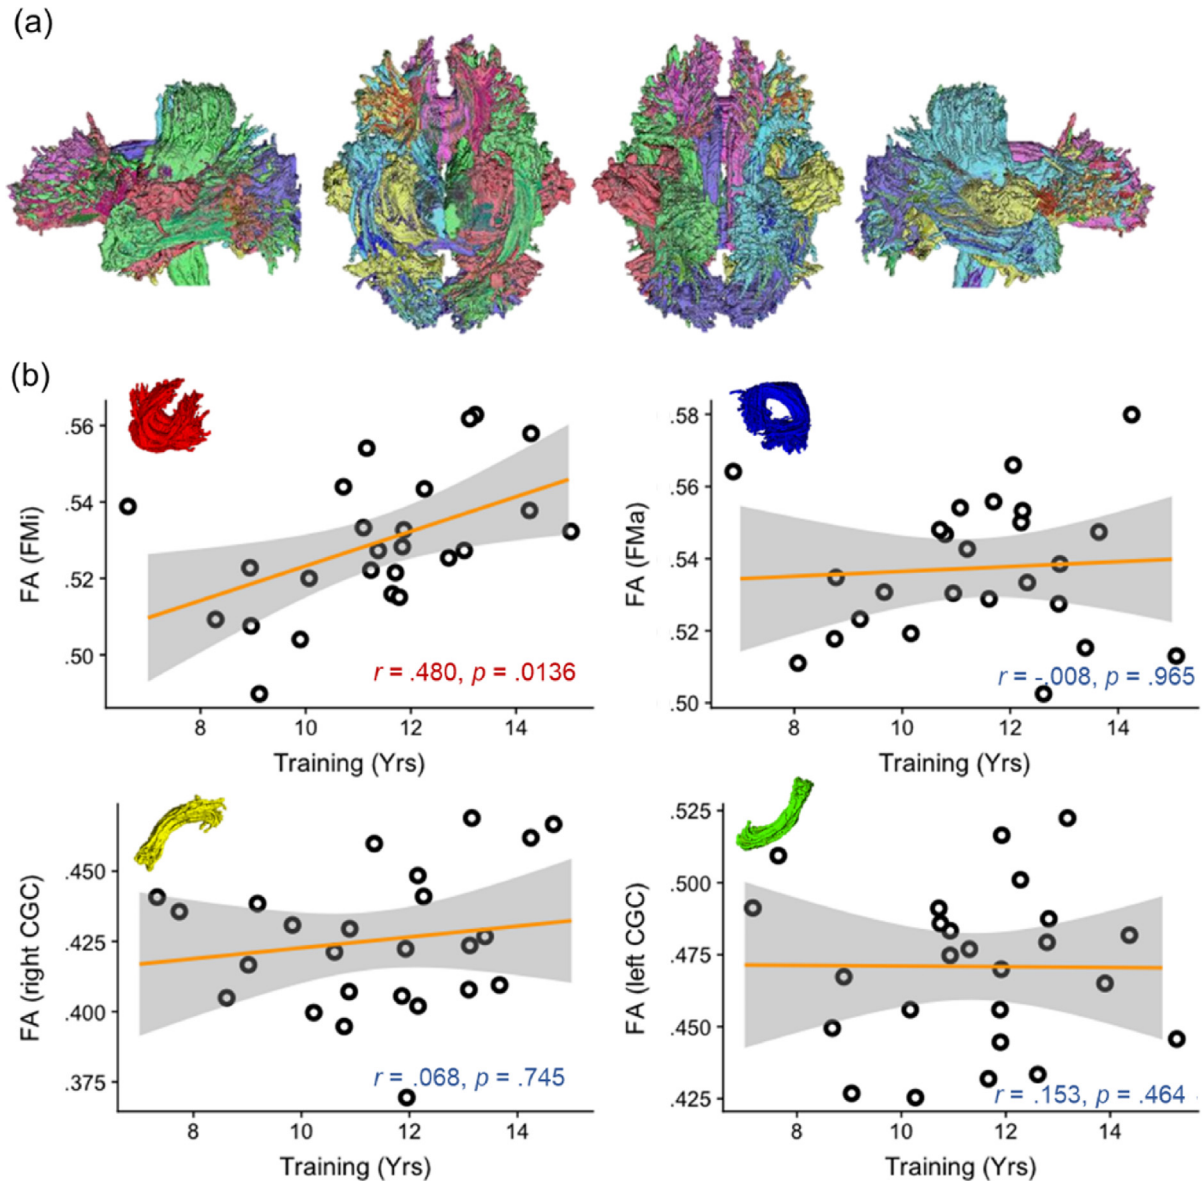 (a)
(b)
.56
.54
.52
.50
FA (FMi)
r = .480, p = .0136
8 10 12 14
Training (Yrs)
.58
.56
.54
.52
.50
FA (FMa)
r = -.008, p = .965
8 10 12 14
Training (Yrs)
.450
.425
.400
.375
FA (right CGC)
r = .068, p = .745
8 10 12 14
Training (Yrs)
.525
.500
.475
.450
.425
FA (left CGC)
r = .153, p = .464
8 10 12 14
Training (Yrs)